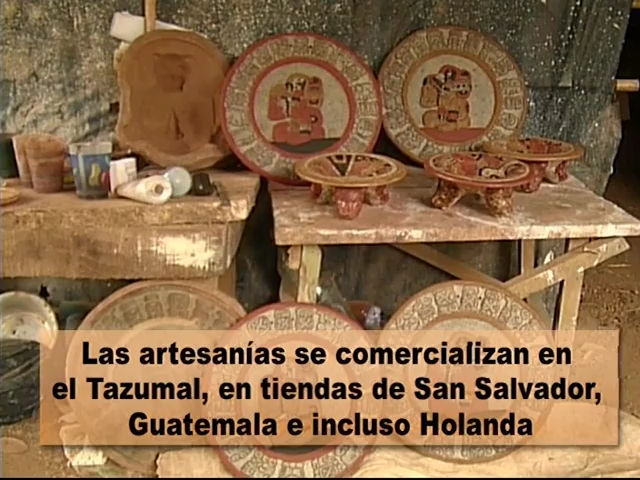 Las artesanías se comercializan en
el Tazumal, en tiendas de San Salvador,
Guatemala e incluso Holanda